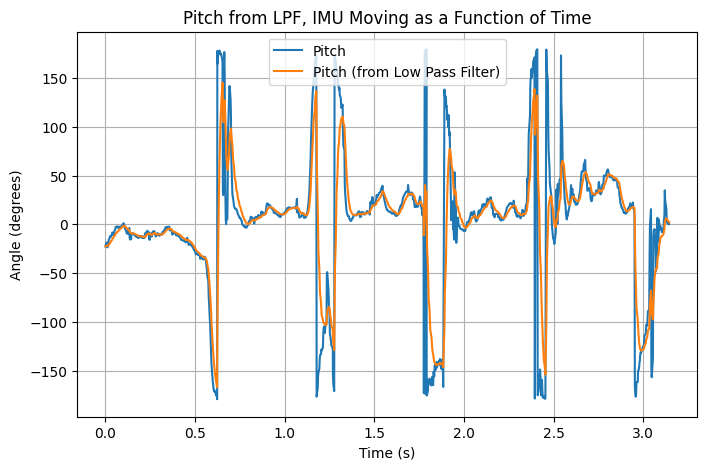 Pitch from LPF, IMU Moving as a Function of Time
Pitch
Pitch (from Low Pass Filter)
Angle (degrees)
150
100
50
0
−50
−100
−150
0.0 0.5 1.0 1.5 2.0 2.5 3.0
Time (s)